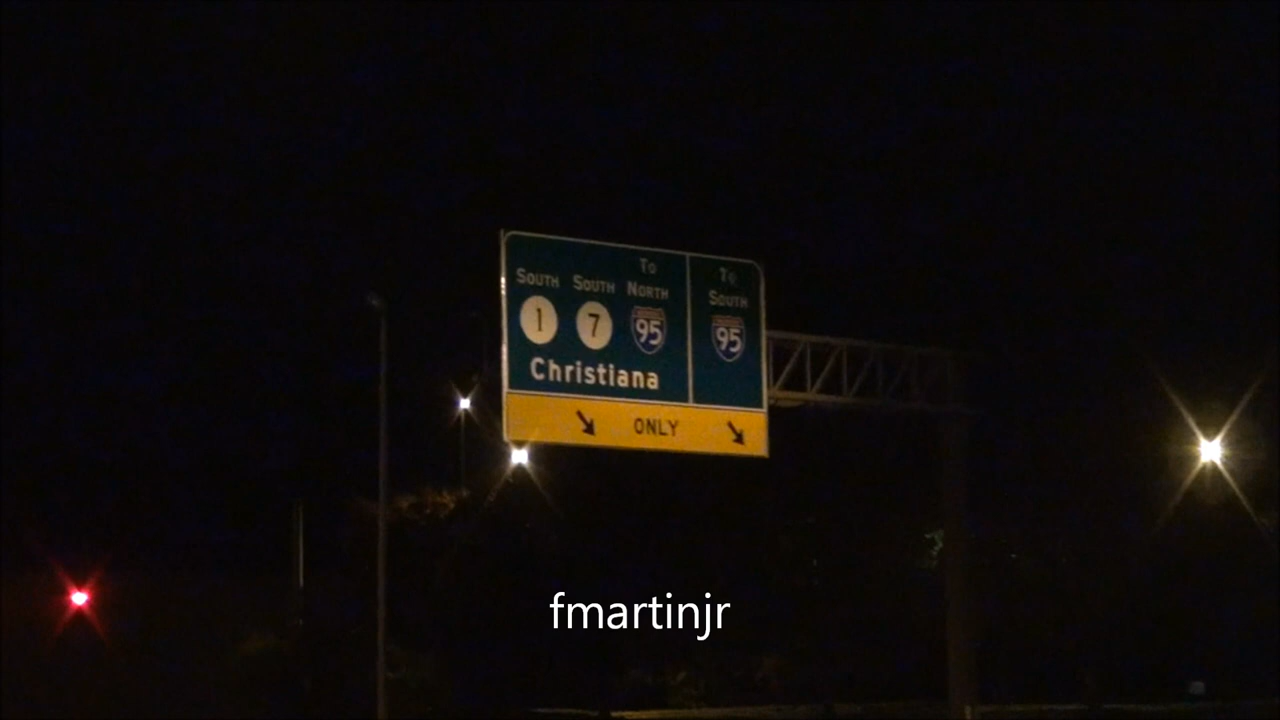 To
SOUTH SOUTH NORTH
1 7 95
Christiana
To
SOUTH
95
ONLY
fmartinjr